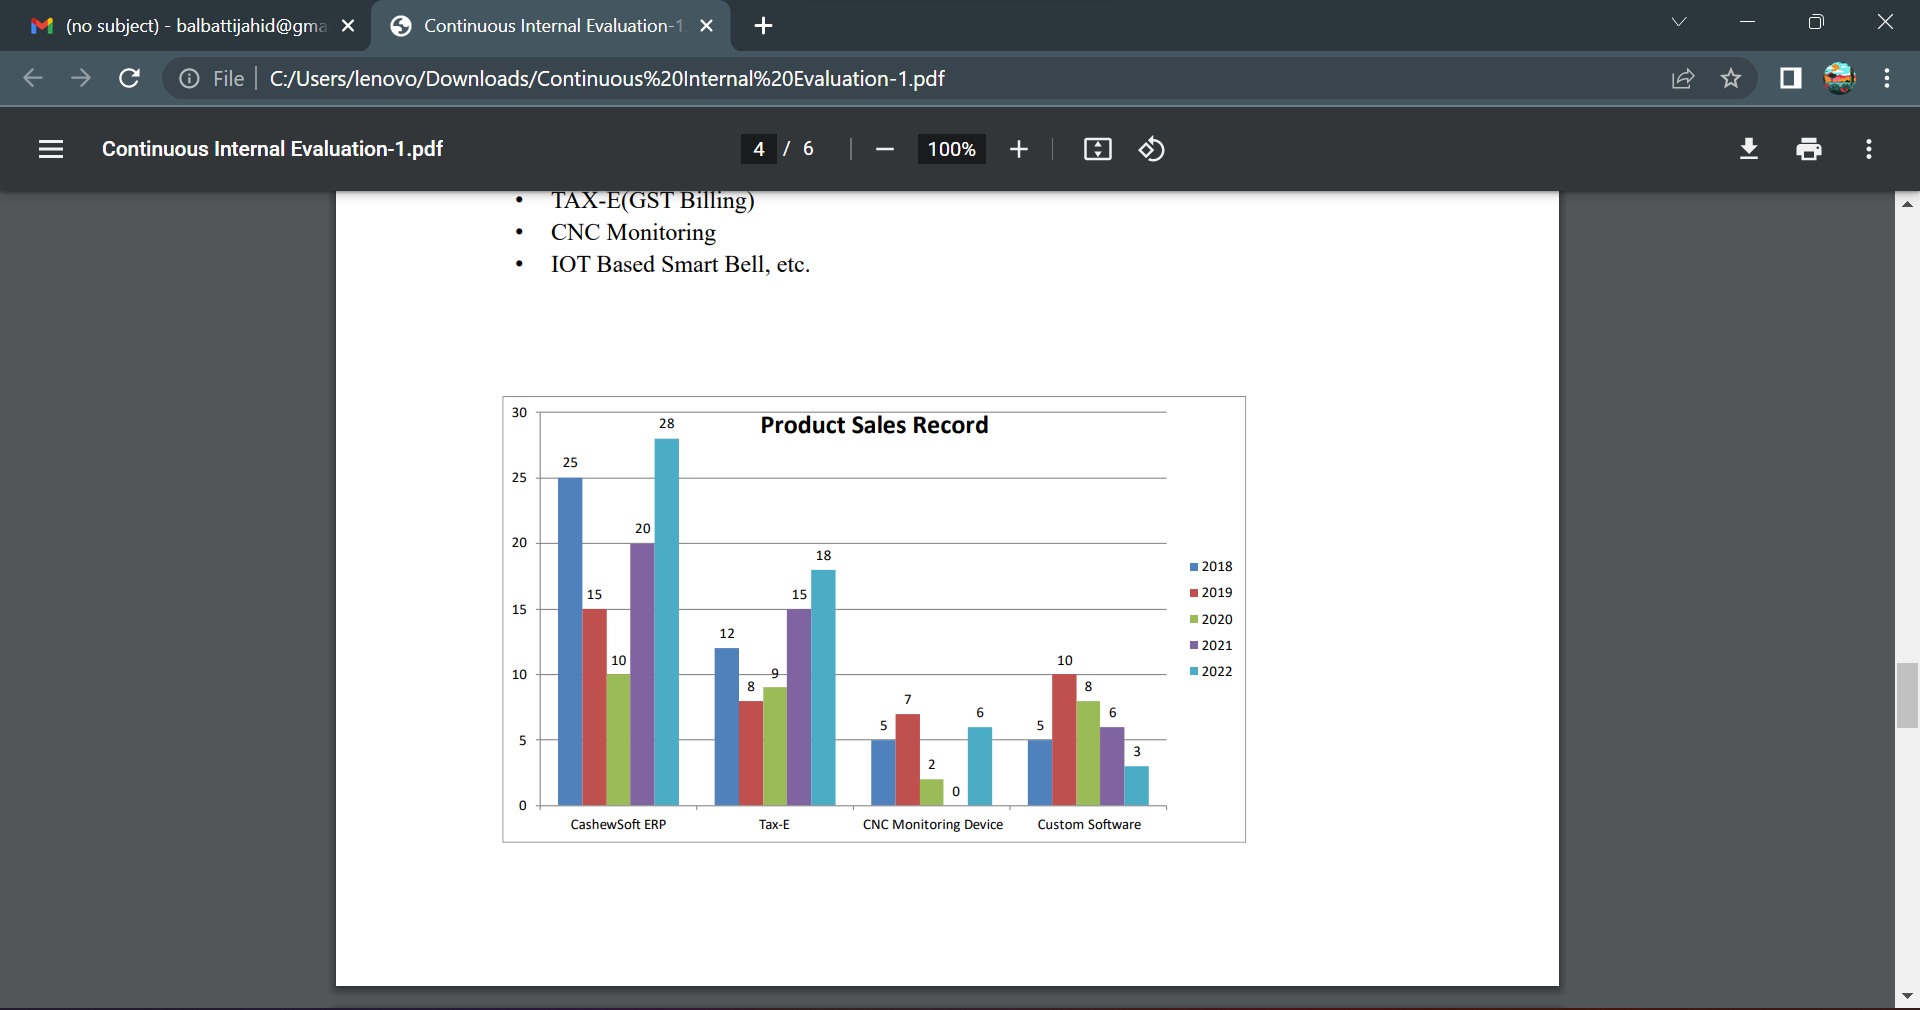 (no subject) - balbattijahid@gma
Continuous Internal Evaluation-1
File
C:/Users/lenovo/Downloads/Continuous%20Internal%20Evaluation-1.pdf
Continuous Internal Evaluation-1.pdf
4 / 6
100%
• TAX-E(GST Billing)
• CNC Monitoring
• IOT Based Smart Bell, etc.
Product Sales Record
30
25
20
15
10
5
0
25
15
10
20
28
12
8
9
15
18
5
7
2
0
6
5
10
8
6
3
CashewSoft ERP
Tax-E
CNC Monitoring Device
Custom Software
2018
2019
2020
2021
2022